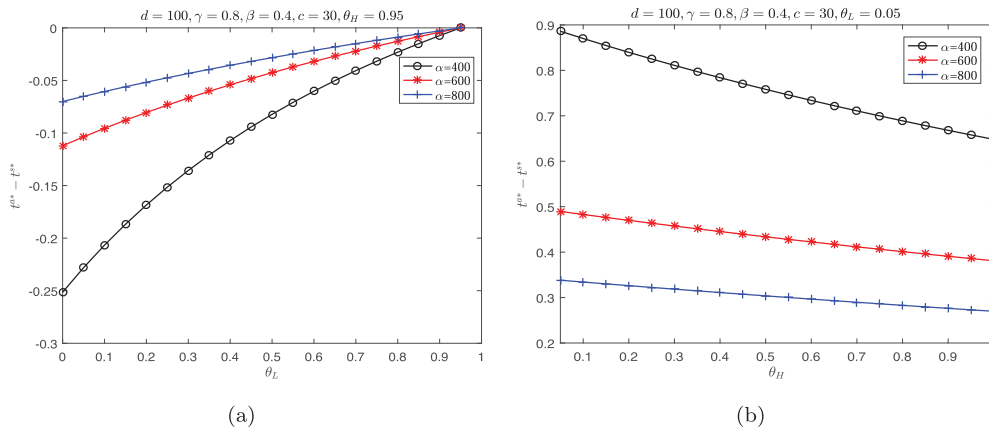 d = 100, γ = 0.8, β = 0.4, c = 30, θ_H = 0.95
0
-0.05
-0.1
-0.15
-0.2
-0.25
-0.3
t^{a*} − t^{s*}
α=400
α=600
α=800
0 0.1 0.2 0.3 0.4 0.5 0.6 0.7 0.8 0.9 1
θ_L
(a)
d = 100, γ = 0.8, β = 0.4, c = 30, θ_L = 0.05
0.9
0.8
0.7
0.6
0.5
0.4
0.3
0.2
t^{a*} − t^{s*}
α=400
α=600
α=800
0.1 0.2 0.3 0.4 0.5 0.6 0.7 0.8 0.9
θ_H
(b)